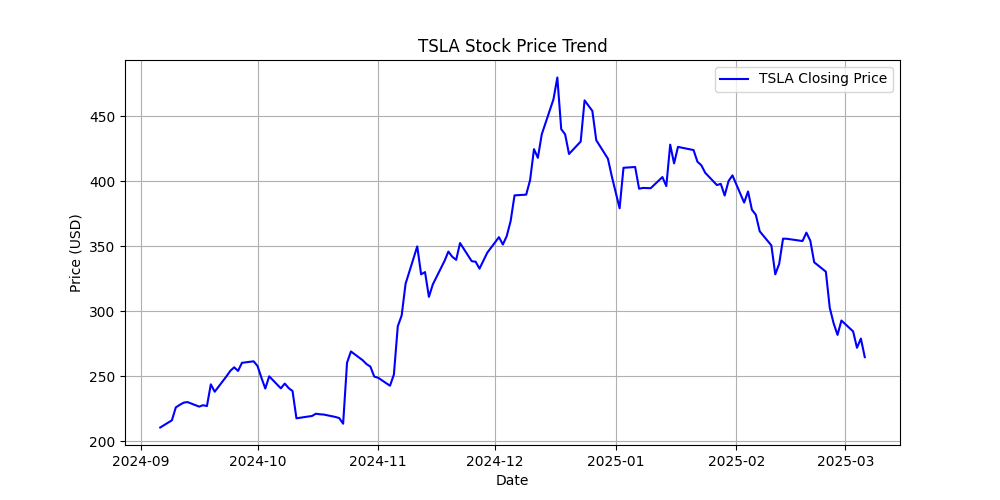 TSLA Stock Price Trend
TSLA Closing Price
Price (USD)
450
400
350
300
250
200
2024-09 2024-10 2024-11 2024-12 2025-01 2025-02 2025-03
Date